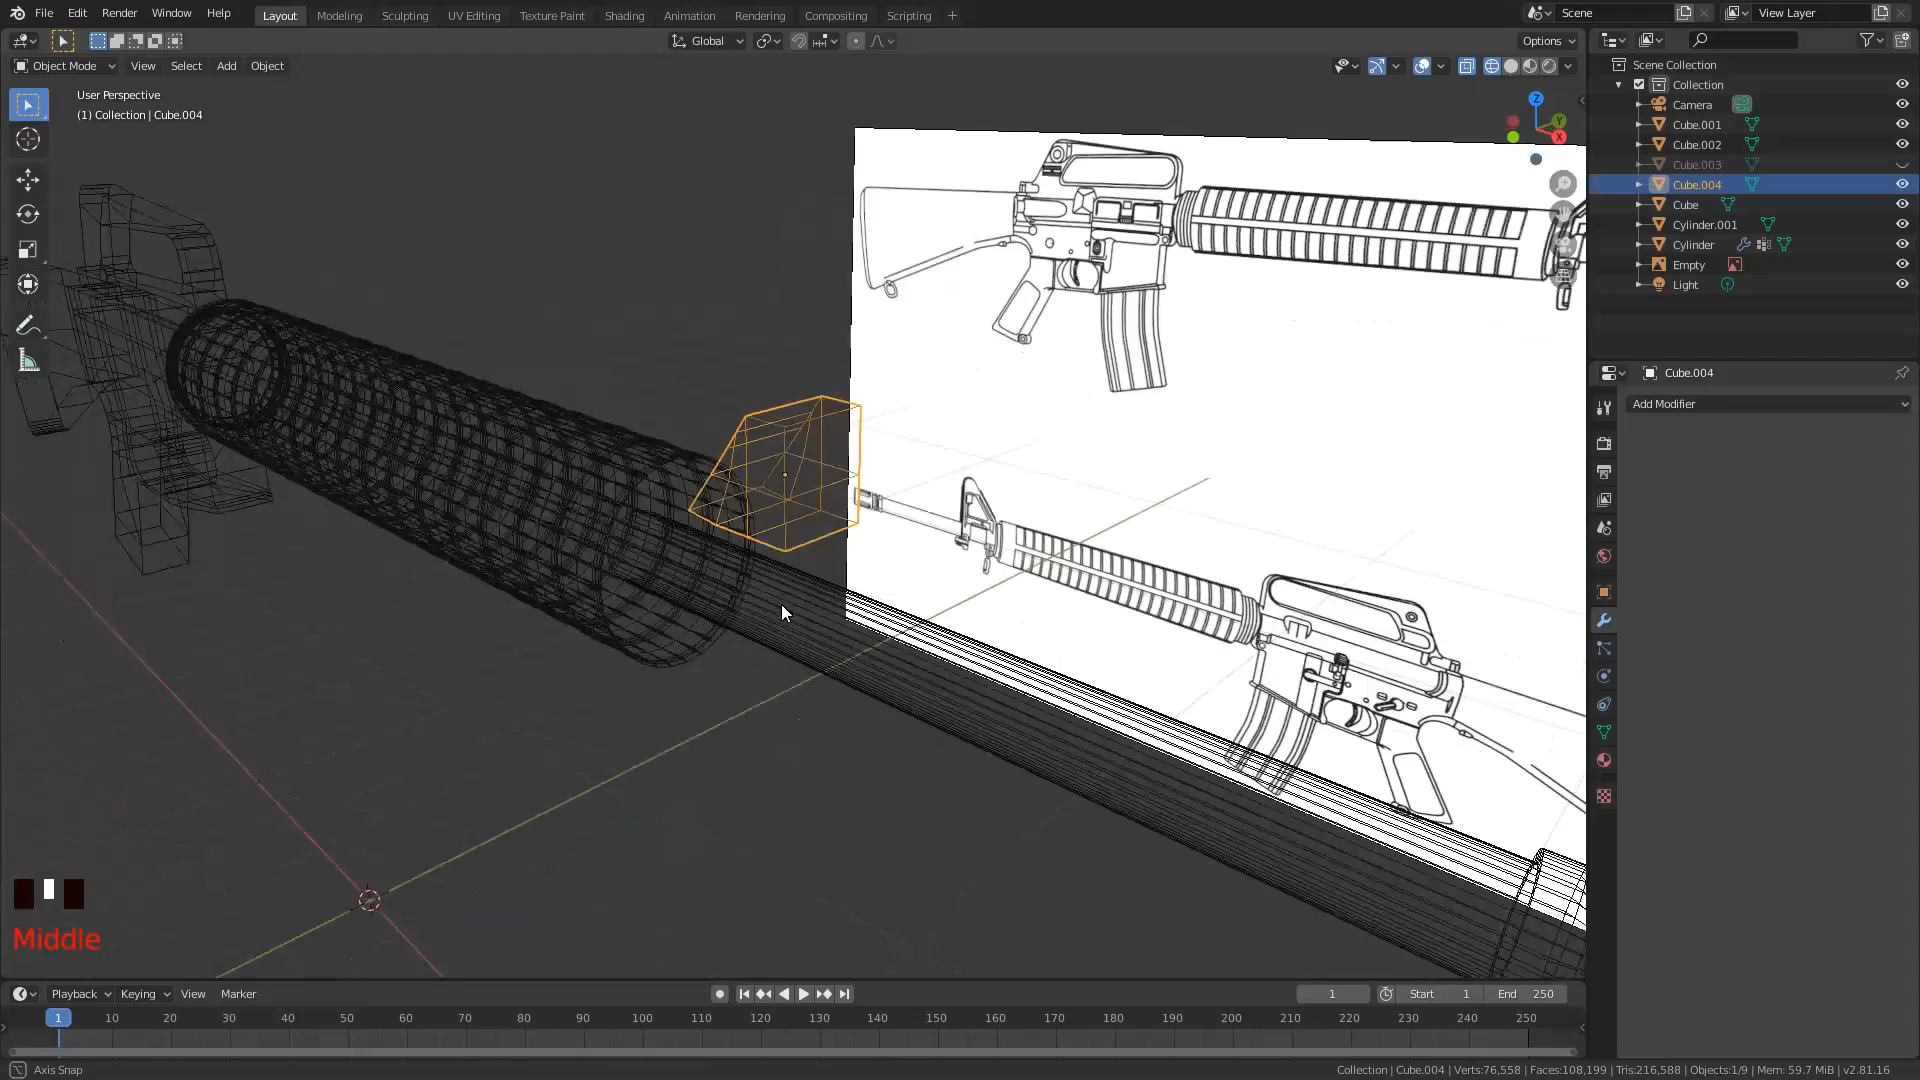 File Edit Render Window Help
Layout Modeling Sculpting UV Editing Texture Paint Shading Animation Rendering Compositing Scripting
Scene
View Layer
Global
Options
Object Mode View Select Add Object
User Perspective
(1) Collection | Cube.004
Z
Y
X
Scene Collection
Collection
Camera
Cube.001
Cube.002
Cube.003
Cube.004
Cube
Cylinder.001
Cylinder
Empty
Light
Cube.004
Add Modifier
Middle
Playback Keying View Marker
1
Start 1
End 250
1 10 20 30 40 50 60 70 80 90 100 110 120 130 140 150 160 170 180 190 200 210 220 230 240 250
Axis Snap
Collection | Cube.004 | Verts:76,558 | Faces:108,199 | Tris:216,588 | Objects:1/9 | Mem: 59.7 MiB | v2.81.16